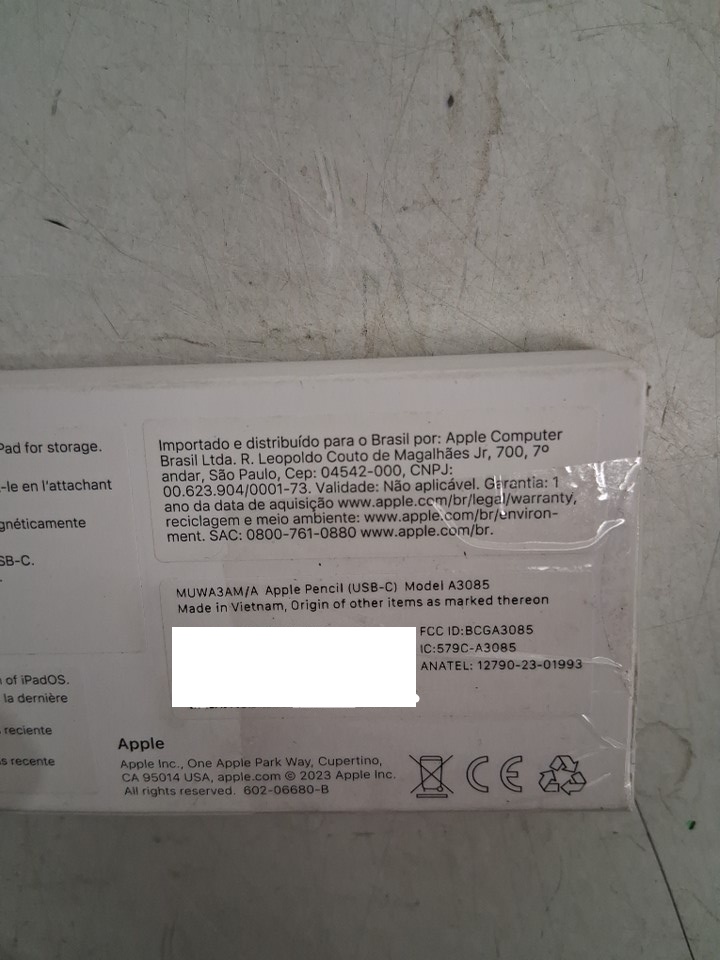 Pad for storage.
-le en l'attachant
gnéticamente
SB-C.
n of iPadOS.
la dernière
reciente
s recente
Importado e distribuído para o Brasil por: Apple Computer
Brasil Ltda. R. Leopoldo Couto de Magalhães Jr, 700, 7º
andar, São Paulo, Cep: 04542-000, CNPJ:
00.623.904/0001-73. Validade: Não aplicável. Garantia: 1
ano da data de aquisição www.apple.com/br/legal/warranty,
reciclagem e meio ambiente: www.apple.com/br/environ-
ment. SAC: 0800-761-0880 www.apple.com/br.
MUWA3AM/A Apple Pencil (USB-C) Model A3085
Made in Vietnam, Origin of other items as marked thereon
FCC ID:BCGA3085
IC:579C-A3085
ANATEL: 12790-23-01993
Apple
Apple Inc., One Apple Park Way, Cupertino,
CA 95014 USA, apple.com © 2023 Apple Inc.
All rights reserved. 602-06680-B
CE